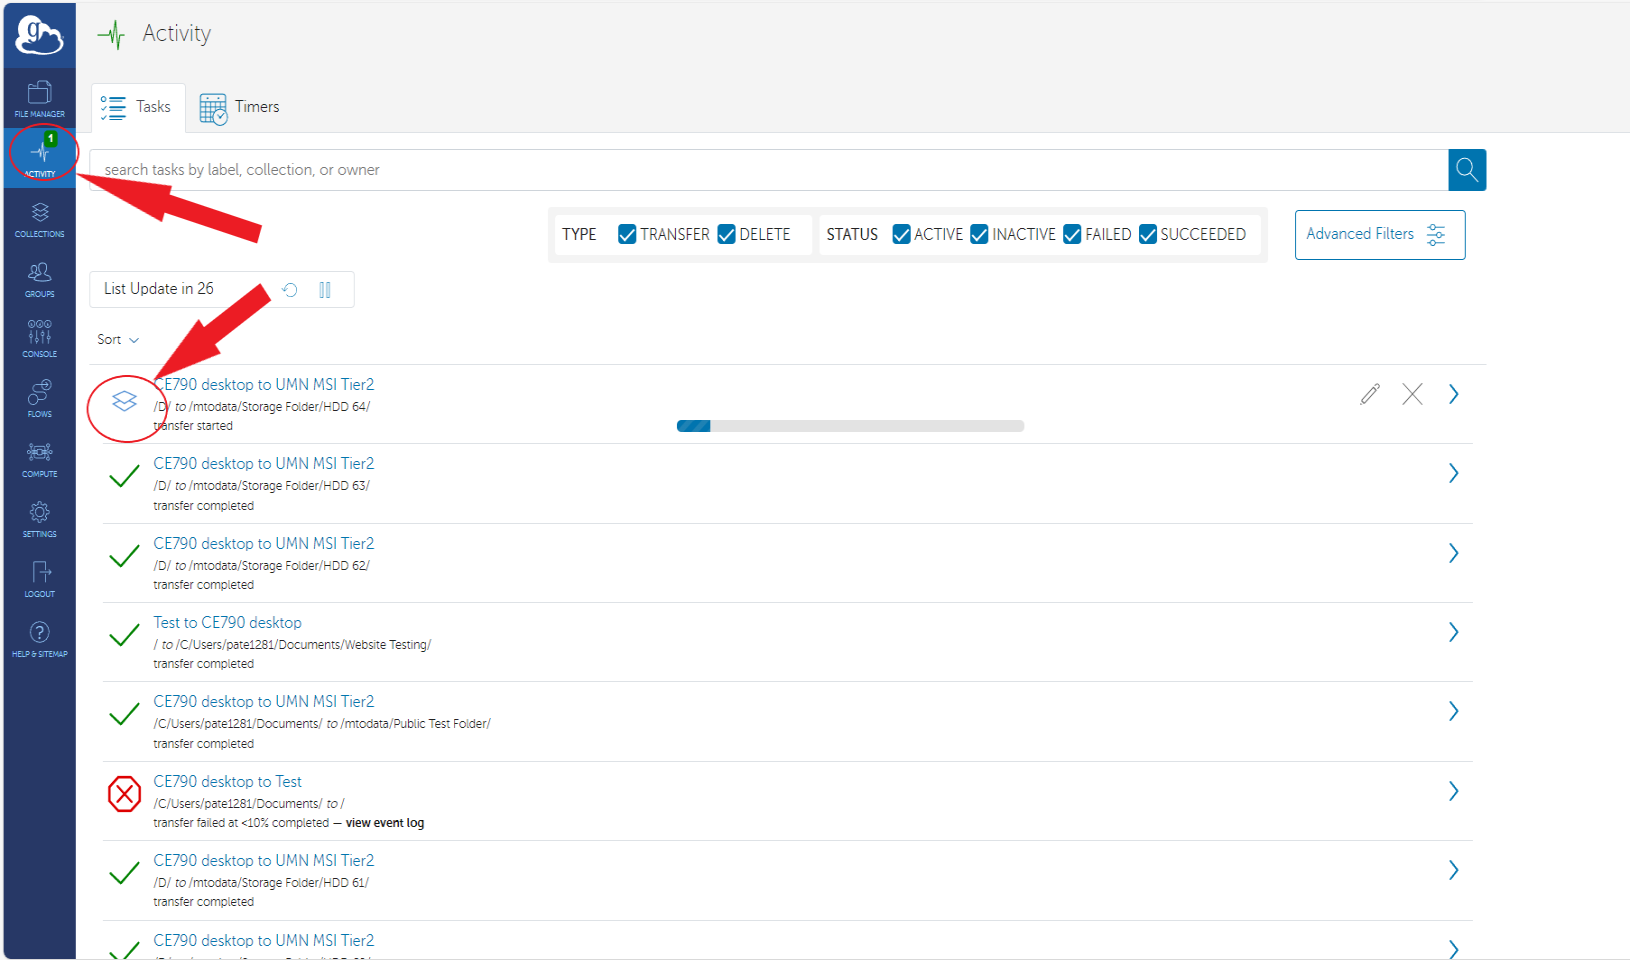 g
Activity
FILE MANAGER
1
ACTIVITY
COLLECTIONS
GROUPS
CONSOLE
FLOWS
COMPUTE
SETTINGS
LOGOUT
?
HELP & SITEMAP
Tasks
Timers
search tasks by label, collection, or owner
TYPE TRANSFER DELETE STATUS ACTIVE INACTIVE FAILED SUCCEEDED
Advanced Filters
List Update in 26
Sort
CE790 desktop to UMN MSI Tier2
/D/ to /mtodata/Storage Folder/HDD 64/
transfer started
CE790 desktop to UMN MSI Tier2
/D/ to /mtodata/Storage Folder/HDD 63/
transfer completed
CE790 desktop to UMN MSI Tier2
/D/ to /mtodata/Storage Folder/HDD 62/
transfer completed
Test to CE790 desktop
/ to /C/Users/pate1281/Documents/Website Testing/
transfer completed
CE790 desktop to UMN MSI Tier2
/C/Users/pate1281/Documents/ to /mtodata/Public Test Folder/
transfer completed
CE790 desktop to Test
/C/Users/pate1281/Documents/ to /
transfer failed at <10% completed — view event log
CE790 desktop to UMN MSI Tier2
/D/ to /mtodata/Storage Folder/HDD 61/
transfer completed
CE790 desktop to UMN MSI Tier2